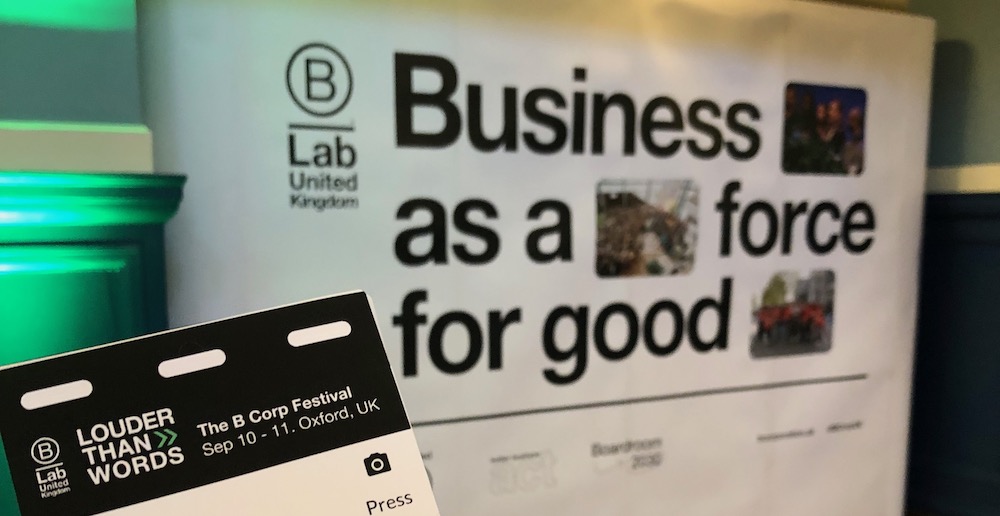 B
Lab
United
Kingdom
Business
as a force
for good
Boardroom
2030
B
Lab
United
Kingdom
LOUDER
THAN
WORDS
The B Corp Festival
Sep 10 - 11. Oxford, UK
Press